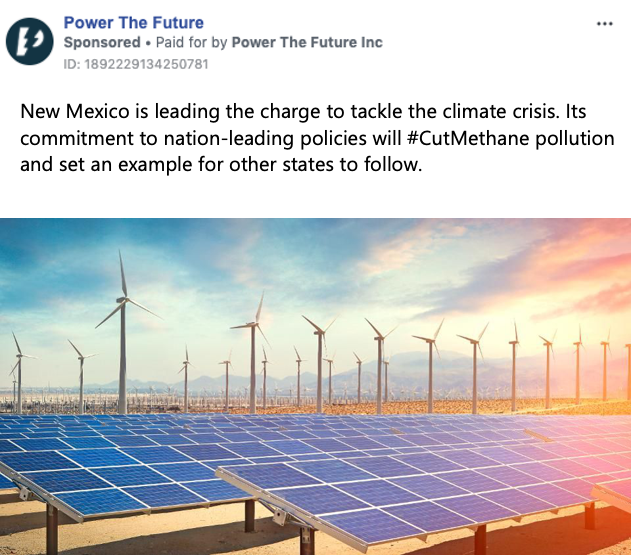 Power The Future
Sponsored • Paid for by Power The Future Inc
ID: 1892229134250781
New Mexico is leading the charge to tackle the climate crisis. Its
commitment to nation-leading policies will #CutMethane pollution
and set an example for other states to follow.